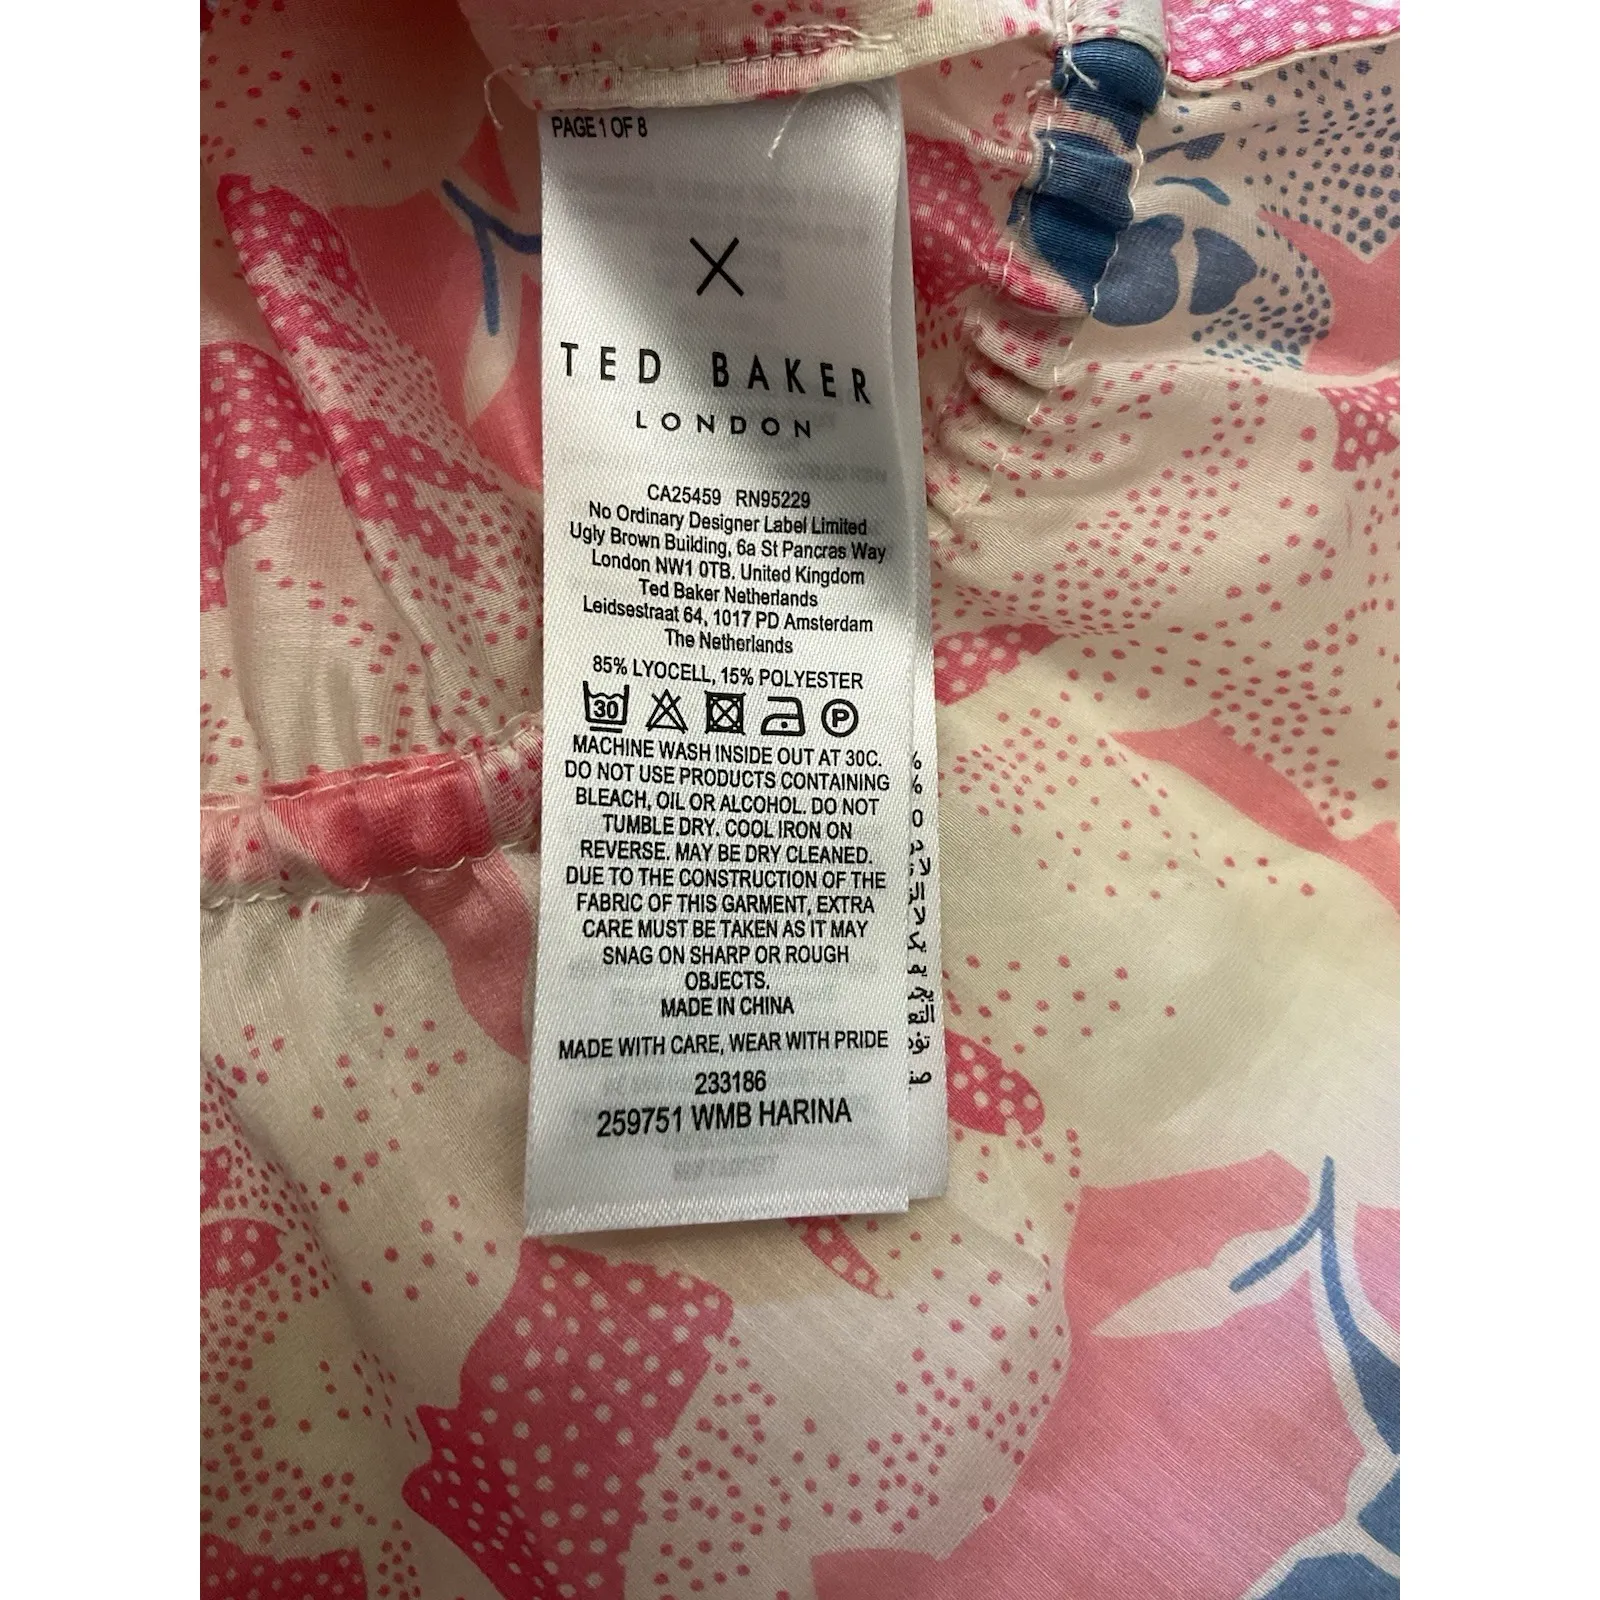 PAGE 1 OF 8
TED BAKER
LONDON
CA25459 RN95229
No Ordinary Designer Label Limited
Ugly Brown Building, 6a St Pancras Way
London NW1 0TB. United Kingdom
Ted Baker Netherlands
Leidsestraat 64, 1017 PD Amsterdam
The Netherlands
85% LYOCELL, 15% POLYESTER
30 P
MACHINE WASH INSIDE OUT AT 30C.
DO NOT USE PRODUCTS CONTAINING
BLEACH, OIL OR ALCOHOL. DO NOT
TUMBLE DRY. COOL IRON ON
REVERSE. MAY BE DRY CLEANED.
DUE TO THE CONSTRUCTION OF THE
FABRIC OF THIS GARMENT, EXTRA
CARE MUST BE TAKEN AS IT MAY
SNAG ON SHARP OR ROUGH
OBJECTS.
MADE IN CHINA
MADE WITH CARE, WEAR WITH PRIDE
233186
259751 WMB HARINA